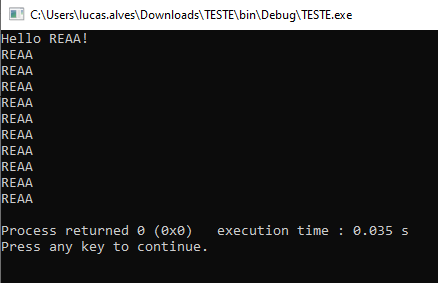 C:\Users\lucas.alves\Downloads\TESTE\bin\Debug\TESTE.exe
Hello REAA!
REAA
REAA
REAA
REAA
REAA
REAA
REAA
REAA
REAA
REAA
Process returned 0 (0x0)   execution time : 0.035 s
Press any key to continue.